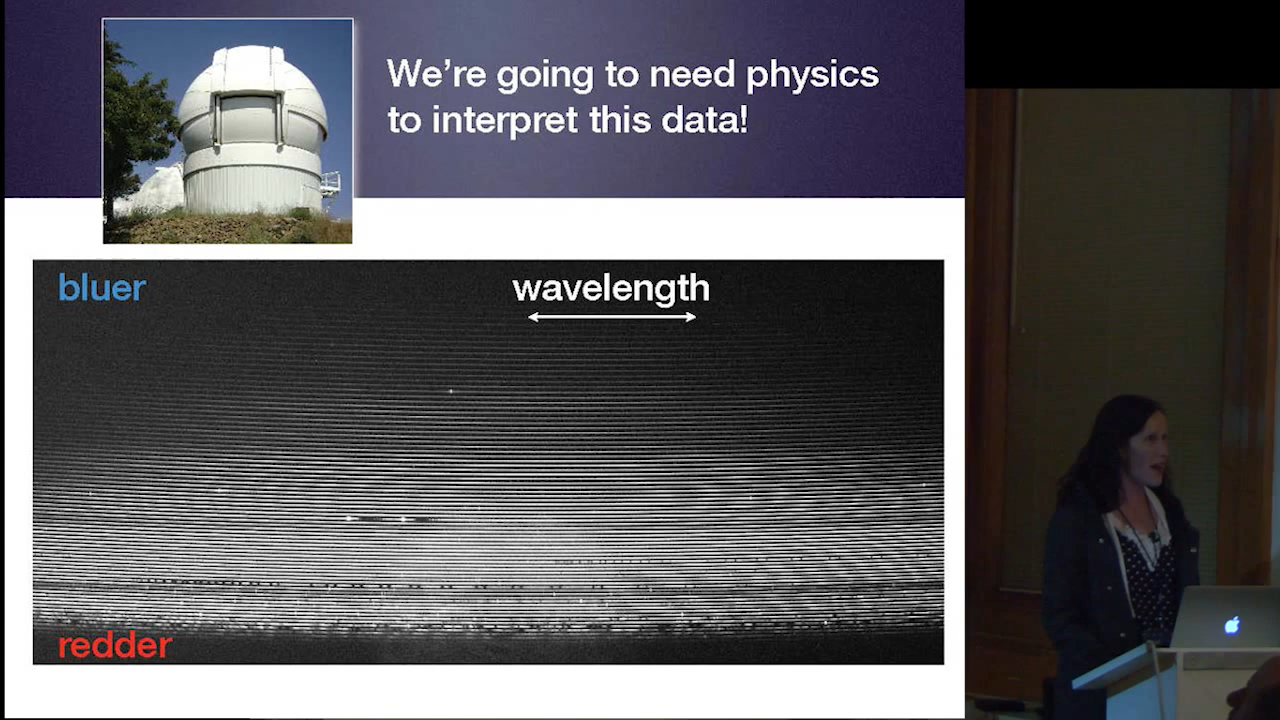 We're going to need physics
to interpret this data!
bluer
wavelength
redder